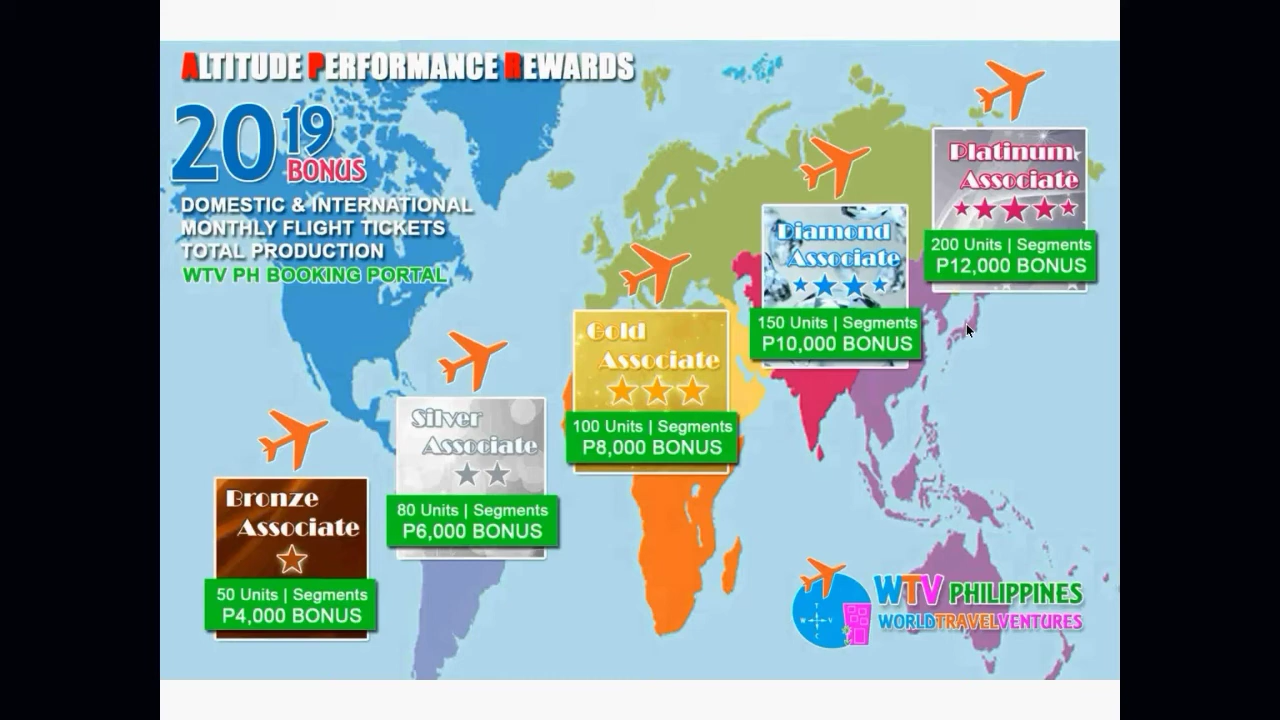 ALTITUDE PERFORMANCE REWARDS
2019
BONUS
DOMESTIC & INTERNATIONAL
MONTHLY FLIGHT TICKETS
TOTAL PRODUCTION
WTV PH BOOKING PORTAL
Bronze
Associate
50 Units | Segments
P4,000 BONUS
Silver
Associate
80 Units | Segments
P6,000 BONUS
Gold
Associate
100 Units | Segments
P8,000 BONUS
Diamond
Associate
150 Units | Segments
P10,000 BONUS
Platinum
Associate
200 Units | Segments
P12,000 BONUS
WTV PHILIPPINES
WORLDTRAVELVENTURES